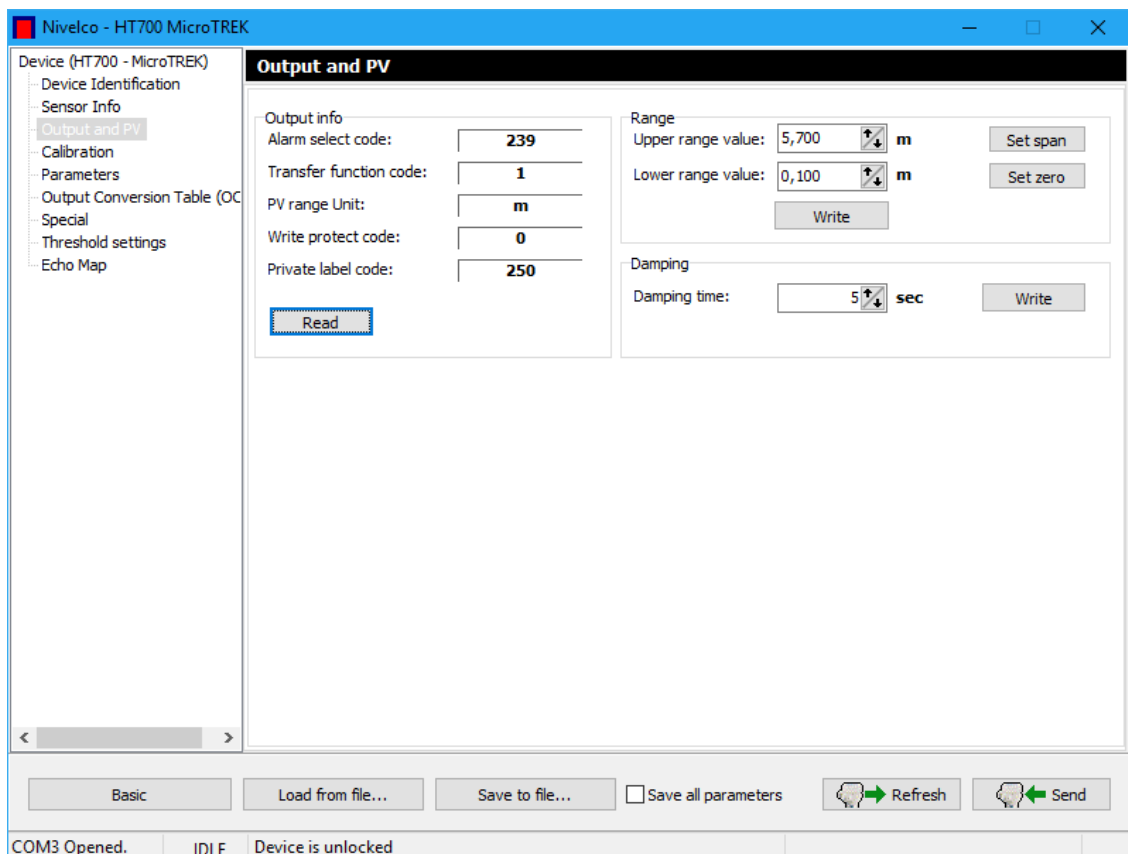 Nivelco - HT700 MicroTREK
Device (HT700 - MicroTREK)
Device Identification
Sensor Info
Output and PV
Calibration
Parameters
Output Conversion Table (OC
Special
Threshold settings
Echo Map
Output and PV
Output info
Alarm select code: 239
Transfer function code: 1
PV range Unit: m
Write protect code: 0
Private label code: 250
Read
Range
Upper range value: 5,700 m Set span
Lower range value: 0,100 m Set zero
Write
Damping
Damping time: 5 sec Write
Basic Load from file... Save to file... Save all parameters Refresh Send
COM3 Opened. IDLE Device is unlocked